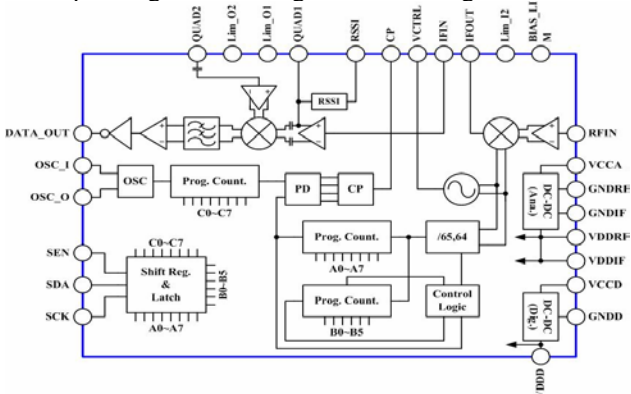 QUAD2
Lim_O2
Lim_O1
QUAD1
RSSI
CP
VCTRL
IFIN
IFOUT
Lim_I2
BIAS_LI
M
RSSI
DATA_OUT
RFIN
OSC_I
OSC_O
OSC
Prog. Count.
C0~C7
PD
CP
VCCA
GNDRF
GNDIF
VDDRF
VDDIF
DC-DC
(Ana)
Prog. Count.
A0~A7
/65,64
SEN
SDA
SCK
C0~C7
Shift Reg.
&
Latch
B0~B5
A0~A7
Prog. Count.
B0~B5
Control
Logic
VCCD
GNDD
DC-DC
(Dig.)
VDDD